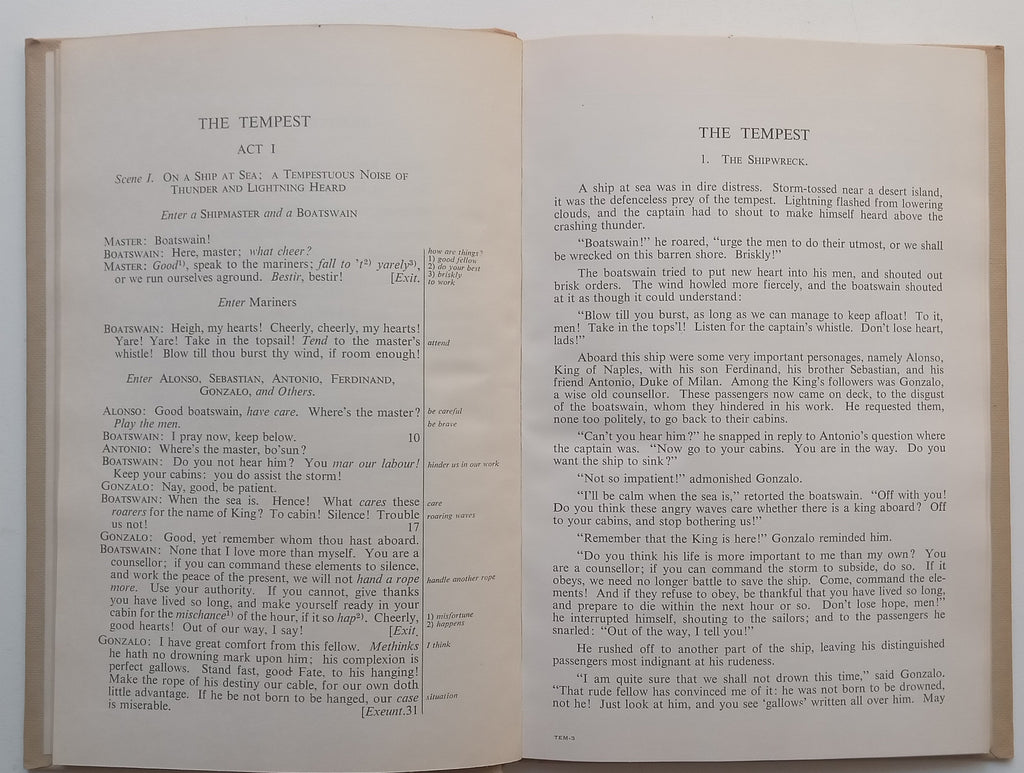 THE TEMPEST
ACT I
Scene I. ON A SHIP AT SEA; A TEMPESTUOUS NOISE OF
THUNDER AND LIGHTNING HEARD
Enter a SHIPMASTER and a BOATSWAIN
MASTER: Boatswain!
BOATSWAIN: Here, master; what cheer?
how are things?
MASTER: Good¹⁾, speak to the mariners; fall to 't²⁾ yarely³⁾,
1) good fellow
2) do your best
or we run ourselves aground. Bestir, bestir! [Exit.
3) briskly
to work
Enter Mariners
BOATSWAIN: Heigh, my hearts! Cheerly, cheerly, my hearts!
Yare! Yare! Take in the topsail! Tend to the master's
attend
whistle! Blow till thou burst thy wind, if room enough!
Enter ALONSO, SEBASTIAN, ANTONIO, FERDINAND,
GONZALO, and Others.
ALONSO: Good boatswain, have care. Where's the master?
be careful
Play the men.
be brave
BOATSWAIN: I pray now, keep below. 10
ANTONIO: Where's the master, bo'sun?
BOATSWAIN: Do you not hear him? You mar our labour!
hinder us in our work
Keep your cabins: you do assist the storm!
GONZALO: Nay, good, be patient.
BOATSWAIN: When the sea is. Hence! What cares these
care
roarers for the name of King? To cabin! Silence! Trouble
roaring waves
us not! 17
GONZALO: Good, yet remember whom thou hast aboard.
BOATSWAIN: None that I love more than myself. You are a
counsellor; if you can command these elements to silence,
and work the peace of the present, we will not hand a rope
handle another rope
more. Use your authority. If you cannot, give thanks
you have lived so long, and make yourself ready in your
cabin for the mischance¹⁾ of the hour, if it so hap²⁾. Cheerly,
1) misfortune
2) happens
good hearts! Out of our way, I say! [Exit.
GONZALO: I have great comfort from this fellow. Methinks
I think
he hath no drowning mark upon him; his complexion is
perfect gallows. Stand fast, good Fate, to his hanging!
Make the rope of his destiny our cable, for our own doth
little advantage. If he be not born to be hanged, our case
situation
is miserable. [Exeunt.31
THE TEMPEST
1. THE SHIPWRECK.
A ship at sea was in dire distress. Storm-tossed near a desert island,
it was the defenceless prey of the tempest. Lightning flashed from lowering
clouds, and the captain had to shout to make himself heard above the
crashing thunder.
"Boatswain!" he roared, "urge the men to do their utmost, or we shall
be wrecked on this barren shore. Briskly!"
The boatswain tried to put new heart into his men, and shouted out
brisk orders. The wind howled more fiercely, and the boatswain shouted
at it as though it could understand:
"Blow till you burst, as long as we can manage to keep afloat! To it,
men! Take in the tops'l! Listen for the captain's whistle. Don't lose heart,
lads!"
Aboard this ship were some very important personages, namely Alonso,
King of Naples, with his son Ferdinand, his brother Sebastian, and his
friend Antonio, Duke of Milan. Among the King's followers was Gonzalo,
a wise old counsellor. These passengers now came on deck, to the disgust
of the boatswain, whom they hindered in his work. He requested them,
none too politely, to go back to their cabins.
"Can't you hear him?" he snapped in reply to Antonio's question where
the captain was. "Now go to your cabins. You are in the way. Do you
want the ship to sink?"
"Not so impatient!" admonished Gonzalo.
"I'll be calm when the sea is," retorted the boatswain. "Off with you!
Do you think these angry waves care whether there is a king aboard? Off
to your cabins, and stop bothering us!"
"Remember that the King is here!" Gonzalo reminded him.
"Do you think his life is more important to me than my own? You
are a counsellor; if you can command the storm to subside, do so. If it
obeys, we need no longer battle to save the ship. Come, command the ele-
ments! And if they refuse to obey, be thankful that you have lived so long,
and prepare to die within the next hour or so. Don't lose hope, men!"
he interrupted himself, shouting to the sailors; and to the passengers he
snarled: "Out of the way, I tell you!"
He rushed off to another part of the ship, leaving his distinguished
passengers most indignant at his rudeness.
"I am quite sure that we shall not drown this time," said Gonzalo.
"That rude fellow has convinced me of it: he was not born to be drowned,
not he! Just look at him, and you see 'gallows' written all over him. May
TEM-3